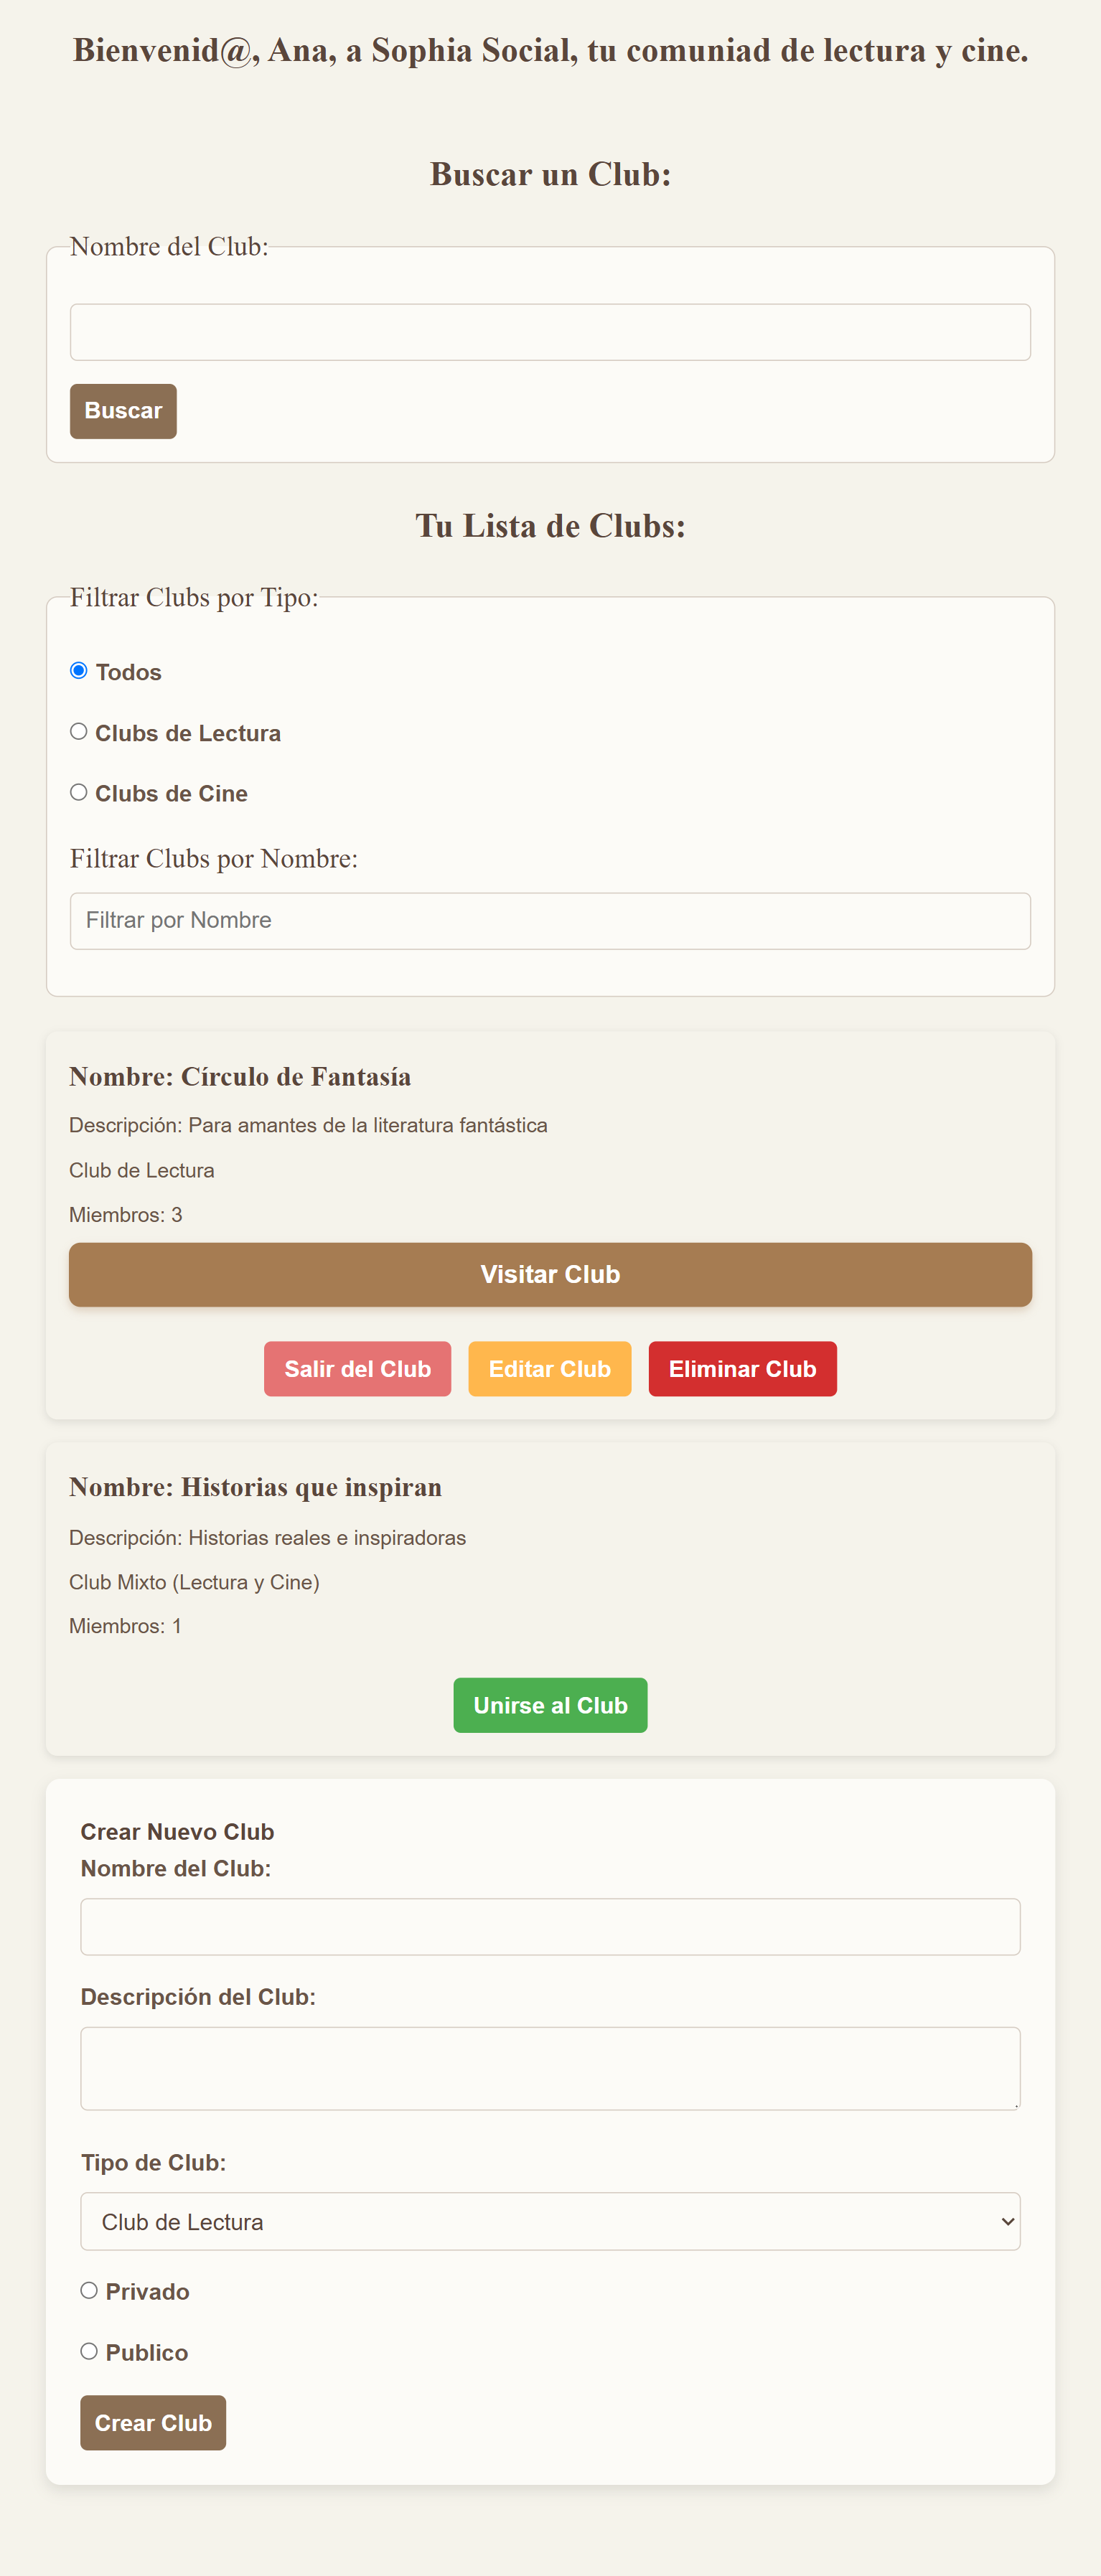 Bienvenid@, Ana, a Sophia Social, tu comuniad de lectura y cine.
Buscar un Club:
Nombre del Club:
Buscar
Tu Lista de Clubs:
Filtrar Clubs por Tipo:
Todos
Clubs de Lectura
Clubs de Cine
Filtrar Clubs por Nombre:
Filtrar por Nombre
Nombre: Círculo de Fantasía
Descripción: Para amantes de la literatura fantástica
Club de Lectura
Miembros: 3
Visitar Club
Salir del Club Editar Club Eliminar Club
Nombre: Historias que inspiran
Descripción: Historias reales e inspiradoras
Club Mixto (Lectura y Cine)
Miembros: 1
Unirse al Club
Crear Nuevo Club
Nombre del Club:
Descripción del Club:
Tipo de Club:
Club de Lectura
Privado
Publico
Crear Club